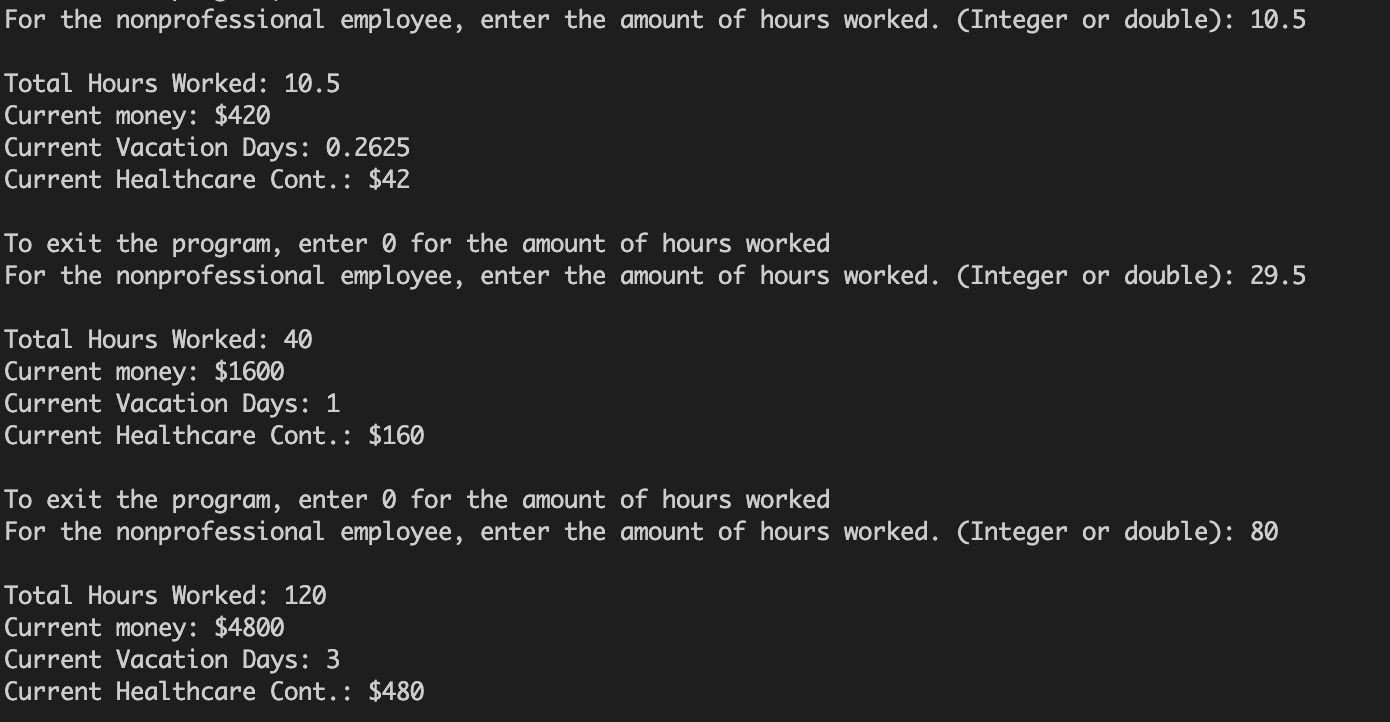 For the nonprofessional employee, enter the amount of hours worked. (Integer or double): 10.5
Total Hours Worked: 10.5
Current money: $420
Current Vacation Days: 0.2625
Current Healthcare Cont.: $42
To exit the program, enter 0 for the amount of hours worked
For the nonprofessional employee, enter the amount of hours worked. (Integer or double): 29.5
Total Hours Worked: 40
Current money: $1600
Current Vacation Days: 1
Current Healthcare Cont.: $160
To exit the program, enter 0 for the amount of hours worked
For the nonprofessional employee, enter the amount of hours worked. (Integer or double): 80
Total Hours Worked: 120
Current money: $4800
Current Vacation Days: 3
Current Healthcare Cont.: $480